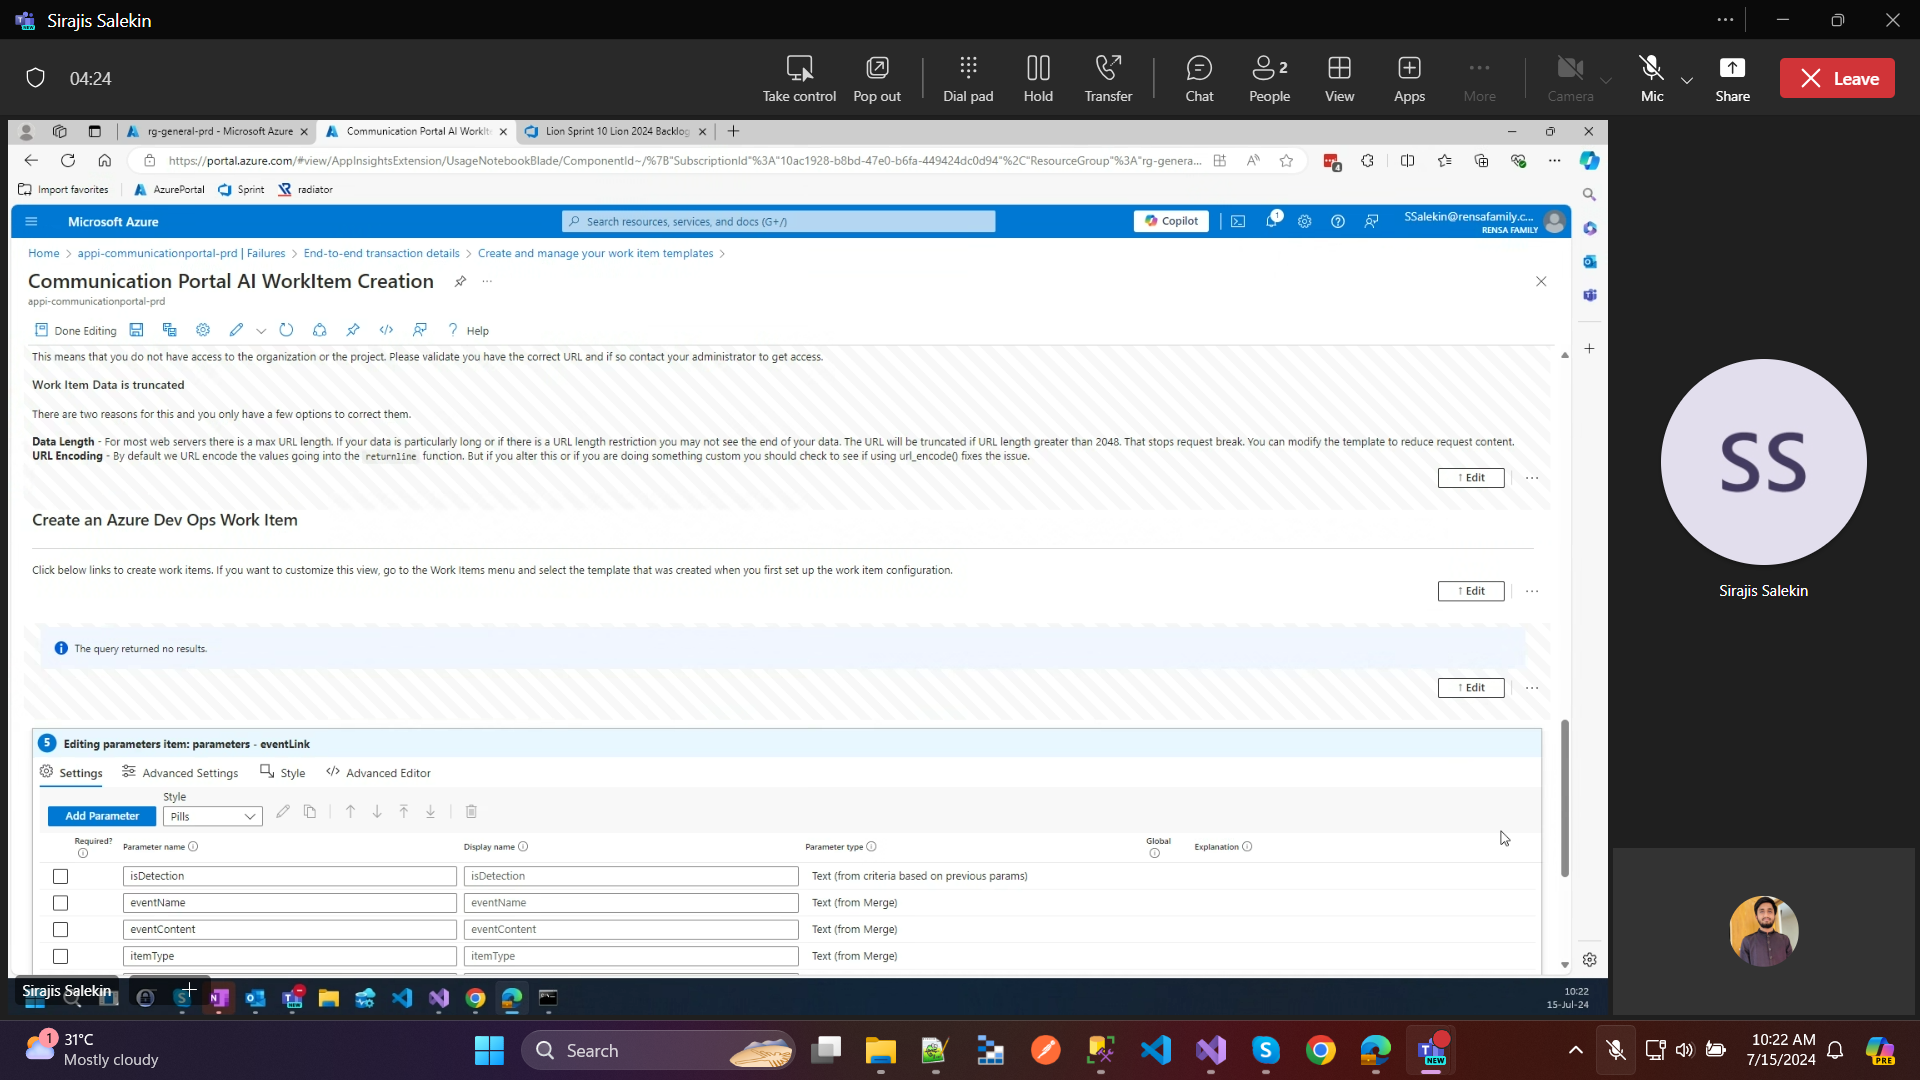 Sirajis Salekin
04:24
Take control
Pop out
Dial pad
Hold
Transfer
Chat
2
People
View
Apps
More
Camera
Mic
Share
Leave
rg-general-prd - Microsoft Azure
Communication Portal AI WorkIt
Lion Sprint 10 Lion 2024 Backlog
https://portal.azure.com/#view/AppInsightsExtension/UsageNotebookBlade/ComponentId~/%7B"SubscriptionId"%3A"10ac1928-b8bd-47e0-b6fa-449424dc0d94"%2C"ResourceGroup"%3A"rg-genera...
4
Import favorites
AzurePortal
Sprint
radiator
Microsoft Azure
Search resources, services, and docs (G+/)
Copilot
1
SSalekin@rensafamily.c...
RENSA FAMILY
Home > appi-communicationportal-prd | Failures > End-to-end transaction details > Create and manage your work item templates >
Communication Portal AI WorkItem Creation
appi-communicationportal-prd
Done Editing
Help
This means that you do not have access to the organization or the project. Please validate you have the correct URL and if so contact your administrator to get access.
Work Item Data is truncated
There are two reasons for this and you only have a few options to correct them.
Data Length - For most web servers there is a max URL length. If your data is particularly long or if there is a URL length restriction you may not see the end of your data. The URL will be truncated if URL length greater than 2048. That stops request break. You can modify the template to reduce request content.
URL Encoding - By default we URL encode the values going into the returnline function. But if you alter this or if you are doing something custom you should check to see if using url_encode() fixes the issue.
↑ Edit
Create an Azure Dev Ops Work Item
Click below links to create work items. If you want to customize this view, go to the Work Items menu and select the template that was created when you first set up the work item configuration.
↑ Edit
The query returned no results.
↑ Edit
5
Editing parameters item: parameters - eventLink
Settings
Advanced Settings
Style
Advanced Editor
Style
Add Parameter
Pills
Required?
Parameter name
Display name
Parameter type
Global
Explanation
isDetection
isDetection
Text (from criteria based on previous params)
eventName
eventName
Text (from Merge)
eventContent
eventContent
Text (from Merge)
itemType
itemType
Text (from Merge)
Sirajis Salekin
10:22
15-Jul-24
SS
Sirajis Salekin
1
31°C
Mostly cloudy
Search
NEW
10:22 AM
7/15/2024
PRE